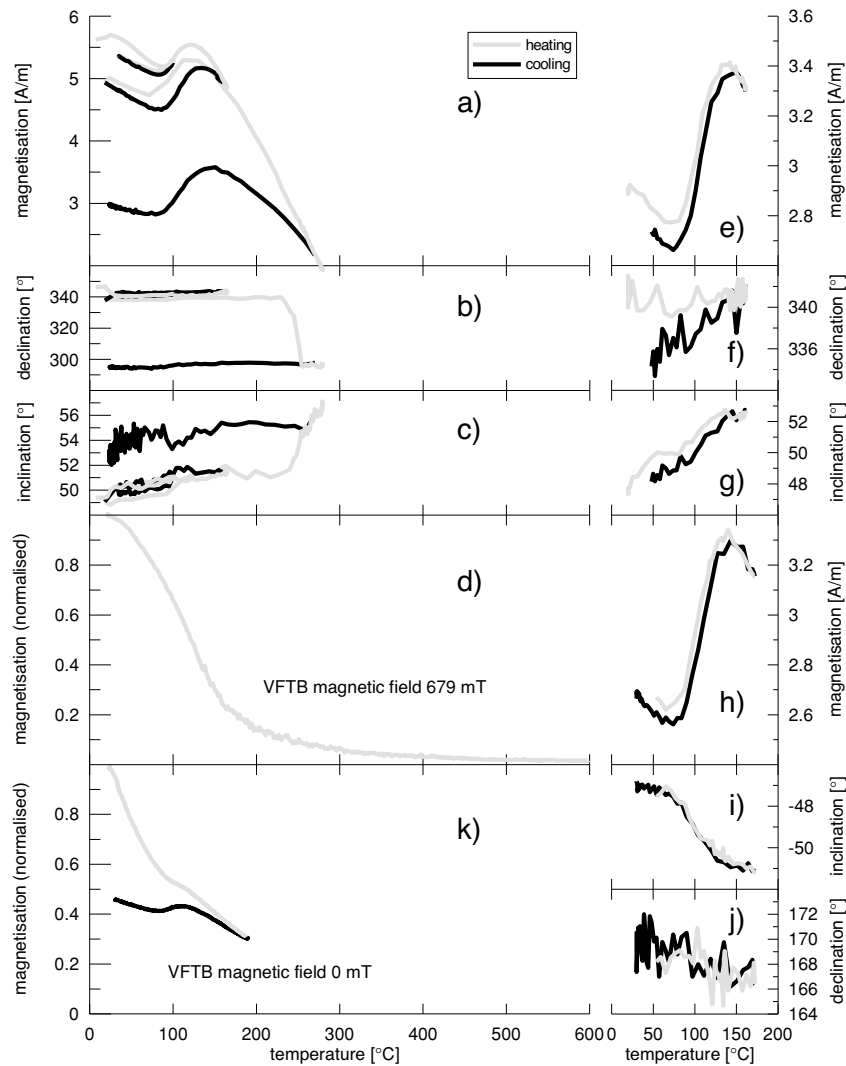 heating
cooling
a)
magnetisation [A/m]
6
5
4
3
e)
magnetisation [A/m]
3.6
3.4
3.2
3
2.8
2.6
b)
declination [°]
340
320
300
f)
declination [°]
340
336
c)
inclination [°]
56
54
52
50
g)
inclination [°]
52
50
48
d)
VFTB magnetic field 679 mT
magnetisation (normalised)
0.8
0.6
0.4
0.2
h)
magnetisation [A/m]
3.2
3
2.8
2.6
k)
VFTB magnetic field 0 mT
magnetisation (normalised)
0.8
0.6
0.4
0.2
0
i)
inclination [°]
-48
-50
j)
declination [°]
172
170
168
166
164
0 100 200 300 400 500 600
temperature [°C]
0 50 100 150 200
temperature [°C]